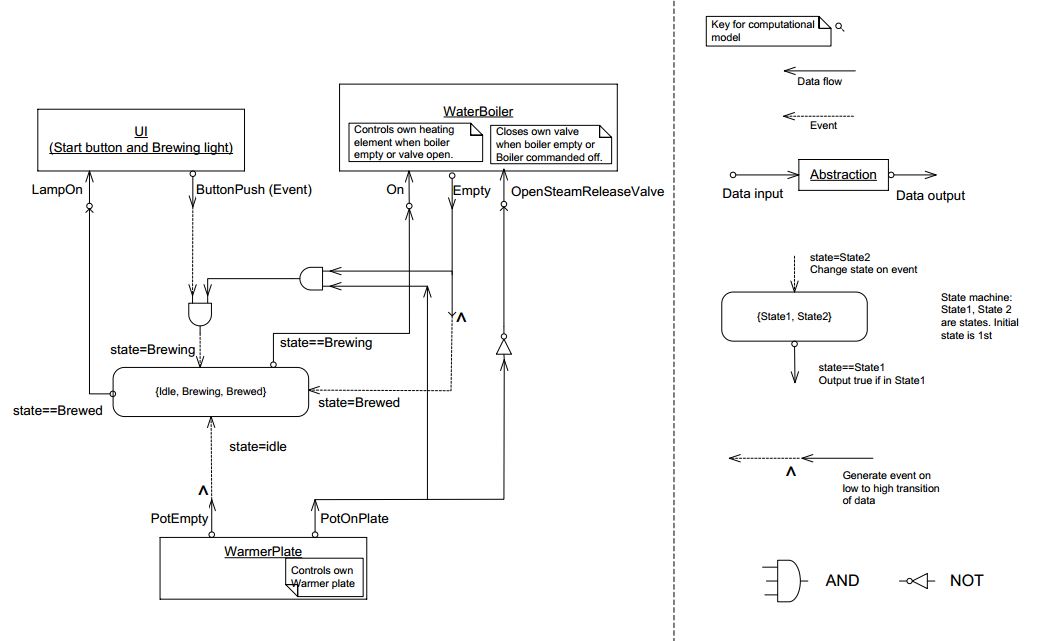 Key for computational
model
Data flow
Event
WaterBoiler
UI
(Start button and Brewing light)
Controls own heating
element when boiler
empty or valve open.
Closes own valve
when boiler empty or
Boiler commanded off.
Abstraction
Data input
Data output
LampOn
ButtonPush (Event)
On
Empty
OpenSteamReleaseValve
state=State2
Change state on event
{State1, State2}
State machine:
State1, State 2
are states. Initial
state is 1st
^
state=Brewing
state==Brewing
{Idle, Brewing, Brewed}
state==State1
Output true if in State1
state==Brewed
state=Brewed
state=idle
^
Generate event on
low to high transition
of data
^
PotEmpty
PotOnPlate
WarmerPlate
Controls own
Warmer plate
AND
NOT